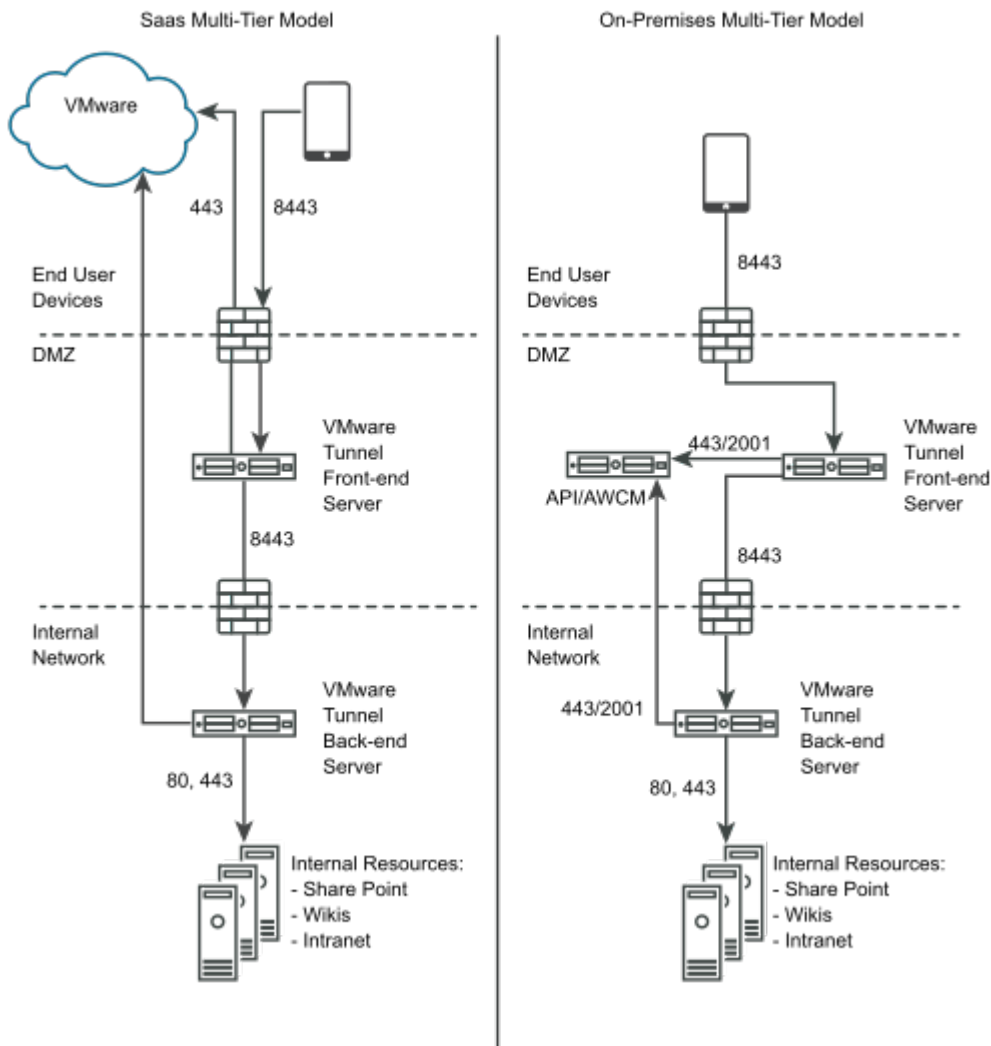 Saas Multi-Tier Model
VMware
443
8443
End User
Devices
DMZ
VMware
Tunnel
Front-end
Server
8443
Internal
Network
VMware
Tunnel
Back-end
Server
80, 443
Internal Resources:
- Share Point
- Wikis
- Intranet
On-Premises Multi-Tier Model
8443
End User
Devices
DMZ
443/2001
VMware
Tunnel
Front-end
Server
API/AWCM
8443
Internal
Network
443/2001
VMware
Tunnel
Back-end
Server
80, 443
Internal Resources:
- Share Point
- Wikis
- Intranet